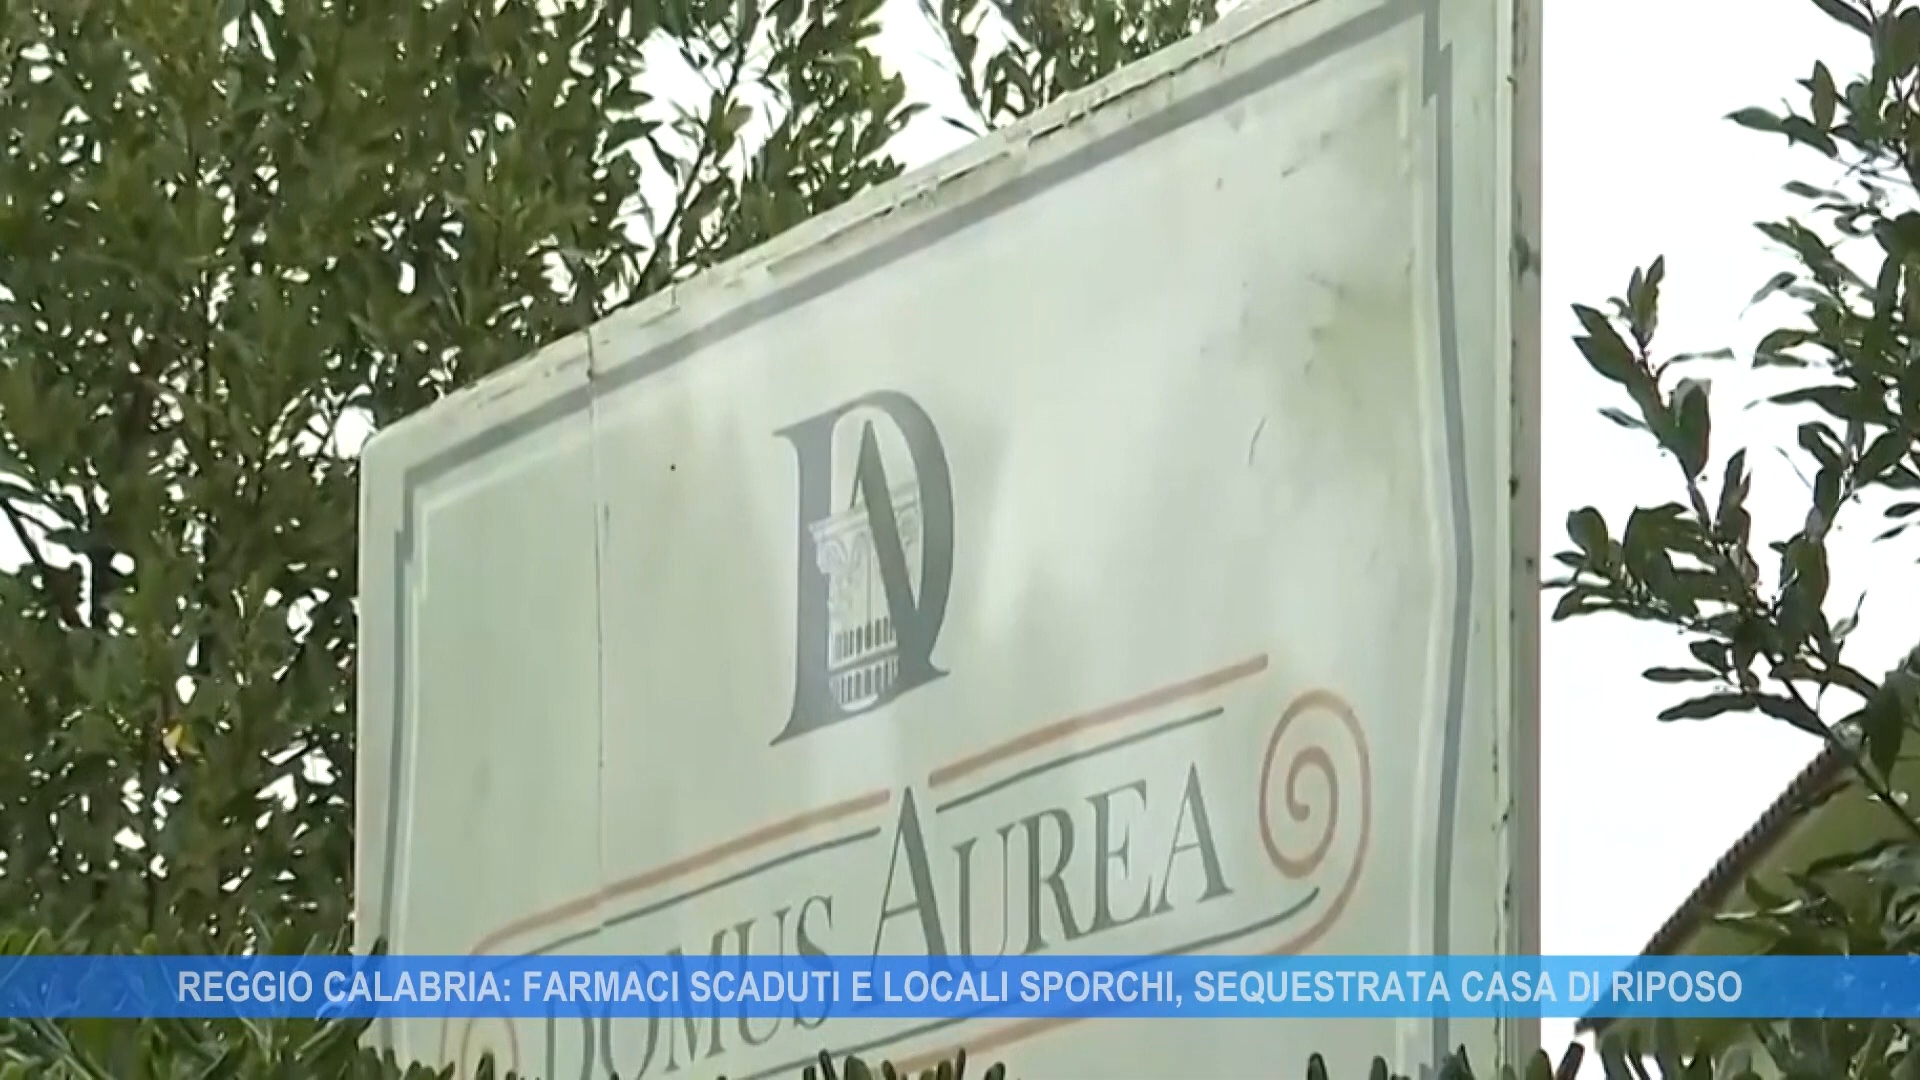 DA
DOMUS AUREA
REGGIO CALABRIA: FARMACI SCADUTI E LOCALI SPORCHI, SEQUESTRATA CASA DI RIPOSO